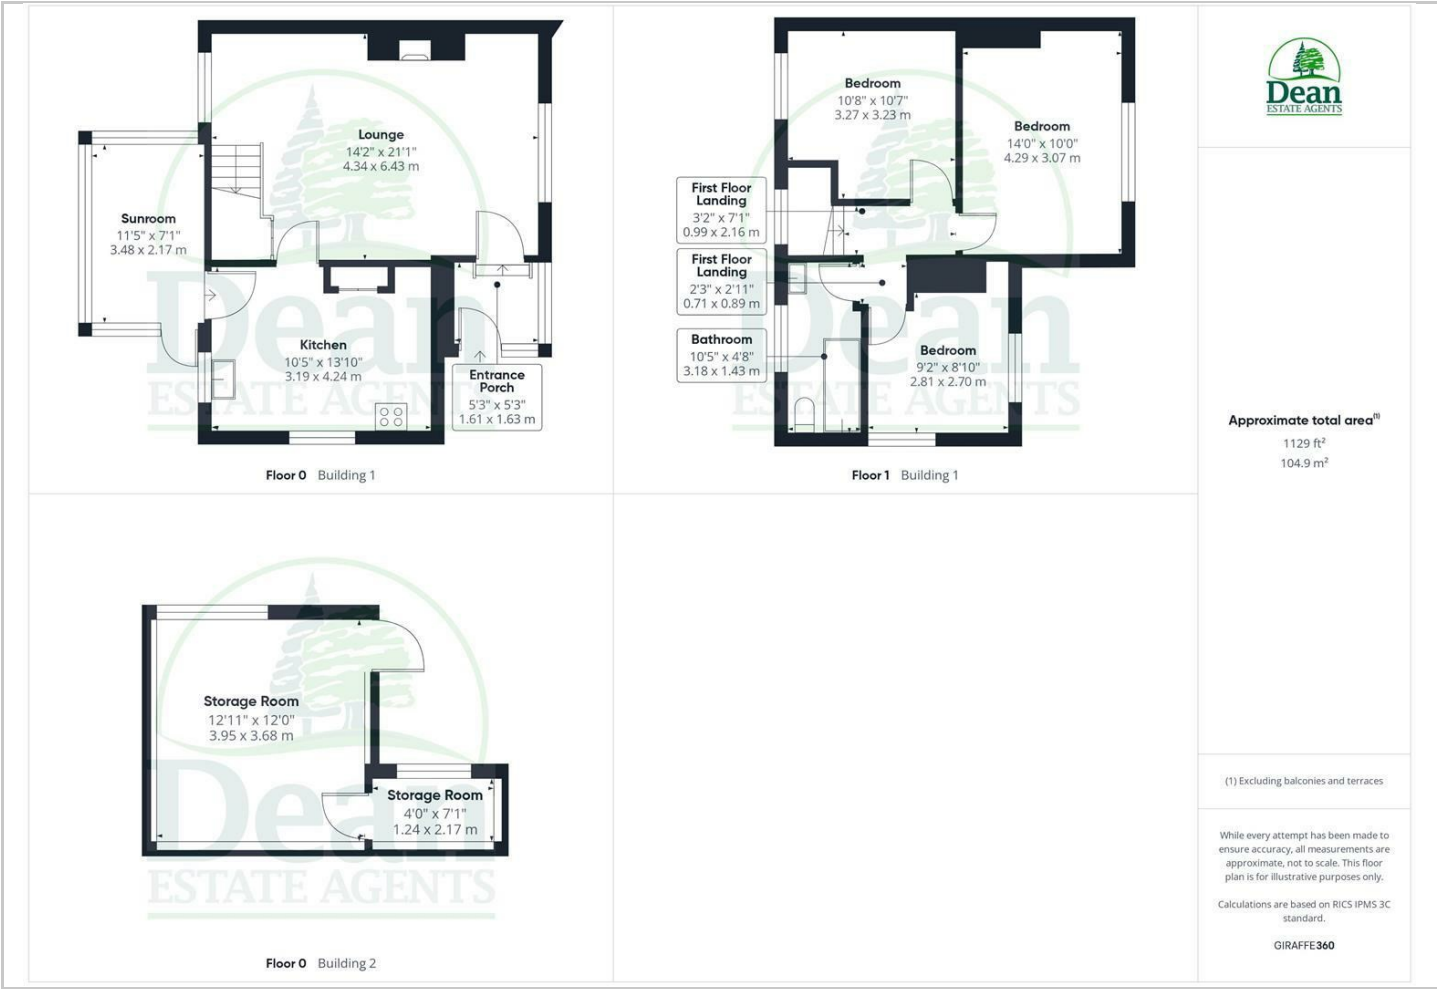 Lounge
14'2" x 21'1"
4.34 x 6.43 m
Sunroom
11'5" x 7'1"
3.48 x 2.17 m
Kitchen
10'5" x 13'10"
3.19 x 4.24 m
Entrance
Porch
5'3" x 5'3"
1.61 x 1.63 m
Dean
ESTATE AGENTS
Floor 0 Building 1
Bedroom
10'8" x 10'7"
3.27 x 3.23 m
Bedroom
14'0" x 10'0"
4.29 x 3.07 m
First Floor
Landing
3'2" x 7'1"
0.99 x 2.16 m
First Floor
Landing
2'3" x 2'11"
0.71 x 0.89 m
Bathroom
10'5" x 4'8"
3.18 x 1.43 m
Bedroom
9'2" x 8'10"
2.81 x 2.70 m
Dean
ESTATE AGENTS
Floor 1 Building 1
Storage Room
12'11" x 12'0"
3.95 x 3.68 m
Storage Room
4'0" x 7'1"
1.24 x 2.17 m
Dean
ESTATE AGENTS
Floor 0 Building 2
Dean
ESTATE AGENTS
Approximate total area(1)
1129 ft²
104.9 m²
(1) Excluding balconies and terraces
While every attempt has been made to
ensure accuracy, all measurements are
approximate, not to scale. This floor
plan is for illustrative purposes only.
Calculations are based on RICS IPMS 3C
standard.
GIRAFFE360